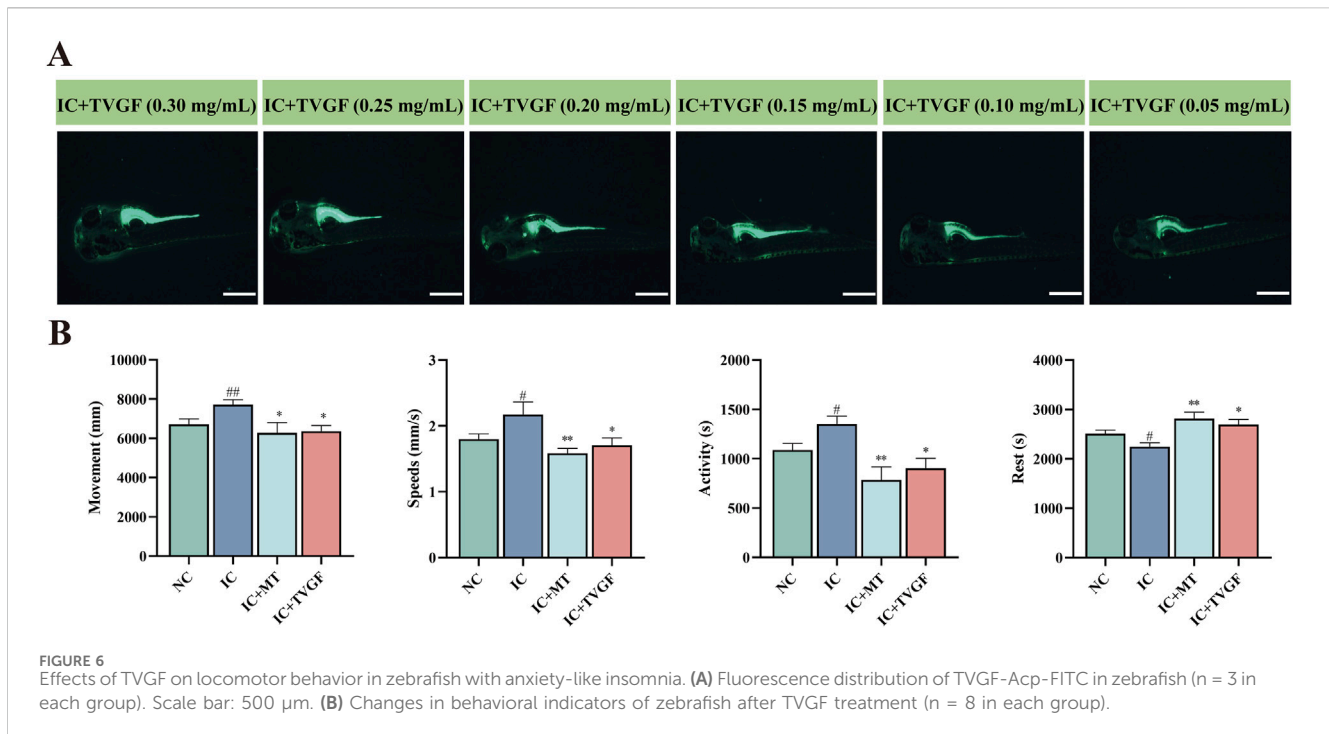 A
IC+TVGF (0.30 mg/mL) IC+TVGF (0.25 mg/mL) IC+TVGF (0.20 mg/mL) IC+TVGF (0.15 mg/mL) IC+TVGF (0.10 mg/mL) IC+TVGF (0.05 mg/mL)
B
Movement (mm)
10000
8000
6000
4000
2000
0
##
*
*
NC
IC
IC+MT
IC+TVGF
Speeds (mm/s)
3
2
1
0
#
**
*
NC
IC
IC+MT
IC+TVGF
Activity (s)
2000
1500
1000
500
0
#
**
*
NC
IC
IC+MT
IC+TVGF
Rest (s)
4000
3000
2000
1000
0
#
**
*
NC
IC
IC+MT
IC+TVGF
FIGURE 6
Effects of TVGF on locomotor behavior in zebrafish with anxiety-like insomnia. (A) Fluorescence distribution of TVGF-Acp-FITC in zebrafish (n = 3 in
each group). Scale bar: 500 μm. (B) Changes in behavioral indicators of zebrafish after TVGF treatment (n = 8 in each group).